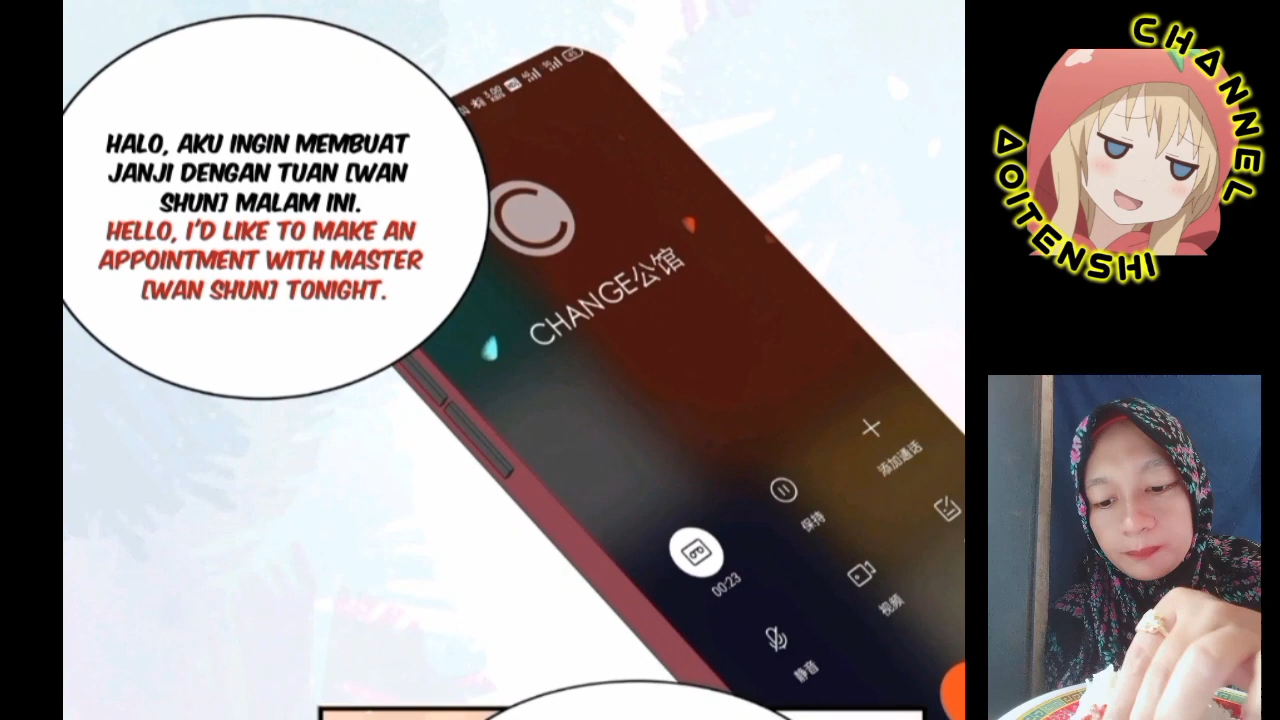 HALO, AKU INGIN MEMBUAT
JANJI DENGAN TUAN [WAN
SHUN] MALAM INI.
HELLO, I'D LIKE TO MAKE AN
APPOINTMENT WITH MASTER
[WAN SHUN] TONIGHT.
CHANGE公馆
添加通话
保持
00:23
视频
静音
CHANNEL
AOITENSHI